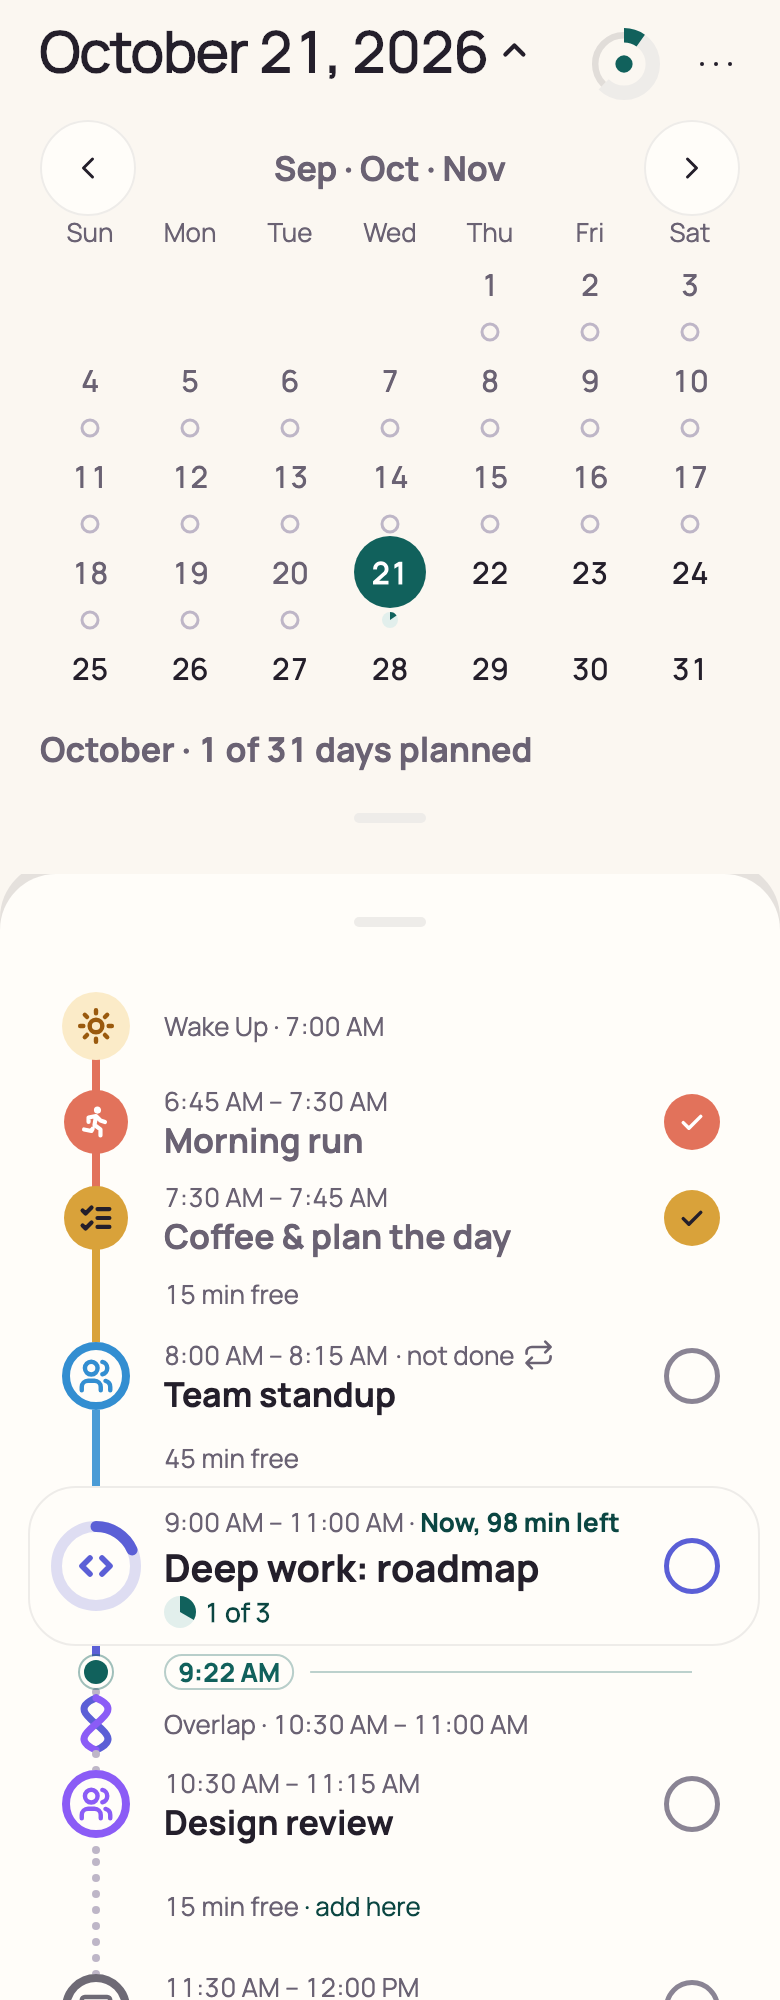 October 21, 2026
...
Sep · Oct · Nov
Sun Mon Tue Wed Thu Fri Sat
1 2 3
4 5 6 7 8 9 10
11 12 13 14 15 16 17
18 19 20 21 22 23 24
25 26 27 28 29 30 31
October · 1 of 31 days planned
Wake Up · 7:00 AM
6:45 AM – 7:30 AM
Morning run
7:30 AM – 7:45 AM
Coffee & plan the day
15 min free
8:00 AM – 8:15 AM · not done
Team standup
45 min free
9:00 AM – 11:00 AM · Now, 98 min left
Deep work: roadmap
1 of 3
9:22 AM
Overlap · 10:30 AM – 11:00 AM
10:30 AM – 11:15 AM
Design review
15 min free · add here
11:30 AM – 12:00 PM